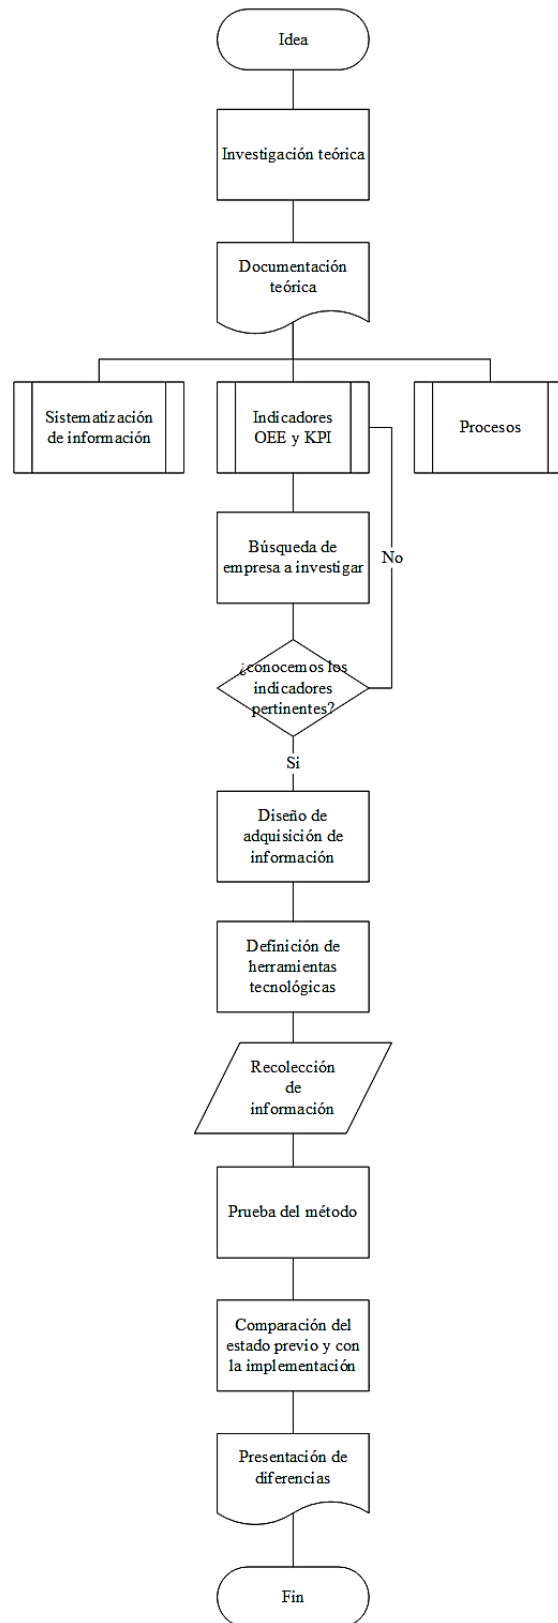 Idea
Investigación teórica
Documentación
teórica
Sistematización
de información
Indicadores
OEE y KPI
Procesos
Búsqueda de
empresa a investigar
No
¿conocemos los
indicadores
pertinentes?
Si
Diseño de
adquisición de
información
Definición de
herramientas
tecnológicas
Recolección
de
información
Prueba del método
Comparación del
estado previo y con
la implementación
Presentación de
diferencias
Fin